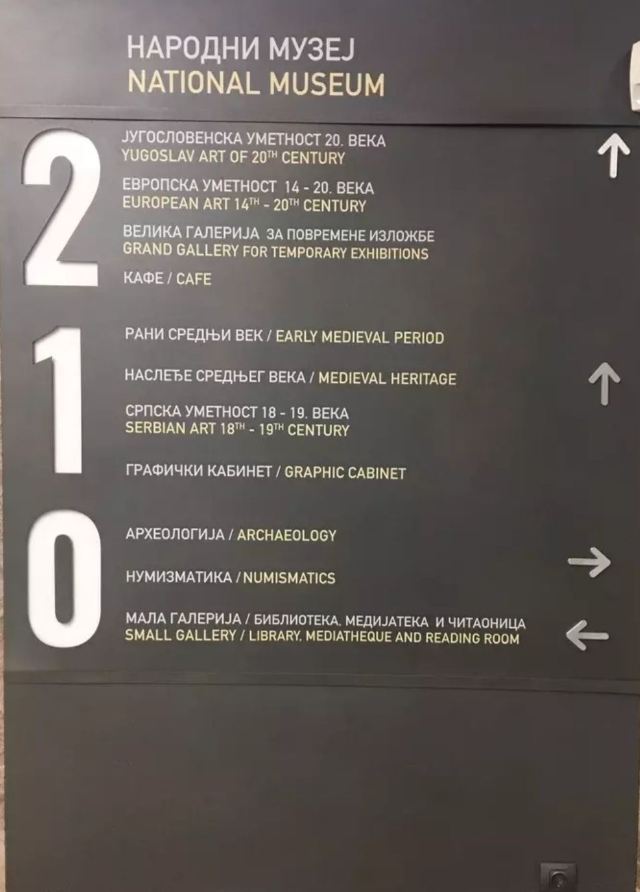 НАРОДНИ МУЗЕЈ
NATIONAL MUSEUM
2
ЈУГОСЛОВЕНСКА УМЕТНОСТ 20. ВЕКА
YUGOSLAV ART OF 20TH CENTURY
ЕВРОПСКА УМЕТНОСТ 14 - 20. ВЕКА
EUROPEAN ART 14TH - 20TH CENTURY
ВЕЛИКА ГАЛЕРИЈА ЗА ПОВРЕМЕНЕ ИЗЛОЖБЕ
GRAND GALLERY FOR TEMPORARY EXHIBITIONS
КАФЕ / CAFE
1
РАНИ СРЕДЊИ ВЕК / EARLY MEDIEVAL PERIOD
НАСЛЕЂЕ СРЕДЊЕГ ВЕКА / MEDIEVAL HERITAGE
СРПСКА УМЕТНОСТ 18 - 19. ВЕКА
SERBIAN ART 18TH - 19TH CENTURY
ГРАФИЧКИ КАБИНЕТ / GRAPHIC CABINET
0
АРХЕОЛОГИЈА / ARCHAEOLOGY
НУМИЗМАТИКА / NUMISMATICS
МАЛА ГАЛЕРИЈА / БИБЛИОТЕКА, МЕДИЈАТЕКА И ЧИТАОНИЦА
SMALL GALLERY / LIBRARY, MEDIATHEQUE AND READING ROOM